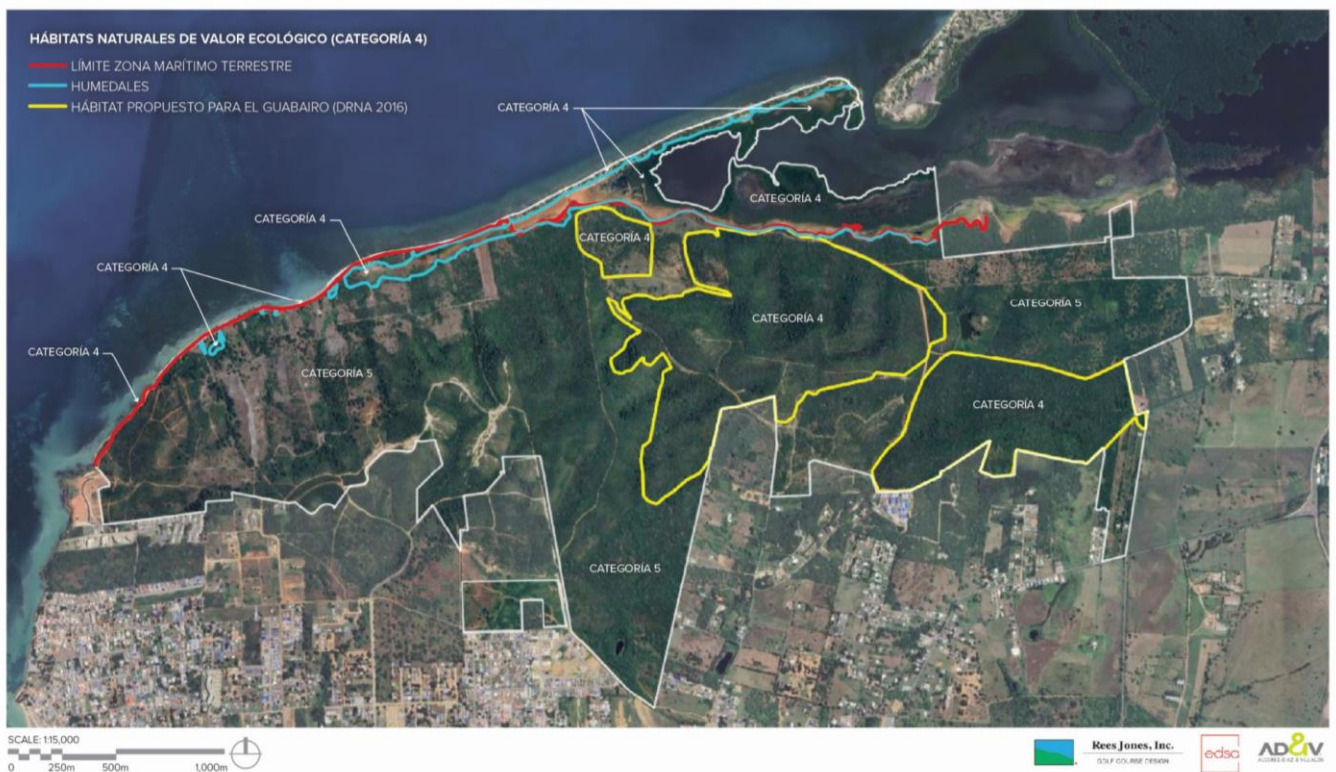 HÁBITATS NATURALES DE VALOR ECOLÓGICO (CATEGORÍA 4)
LÍMITE ZONA MARÍTIMO TERRESTRE
HUMEDALES
HÁBITAT PROPUESTO PARA EL GUABAIRO (DRNA 2016)
CATEGORÍA 4
CATEGORÍA 4
CATEGORÍA 4
CATEGORÍA 4
CATEGORÍA 4
CATEGORÍA 5
CATEGORÍA 4
CATEGORÍA 4
CATEGORÍA 5
CATEGORÍA 4
CATEGORÍA 5
SCALE: 1:15,000
0 250m 500m 1,000m
Rees Jones, Inc.
GOLF COURSE DESIGN
edsa
AD&V